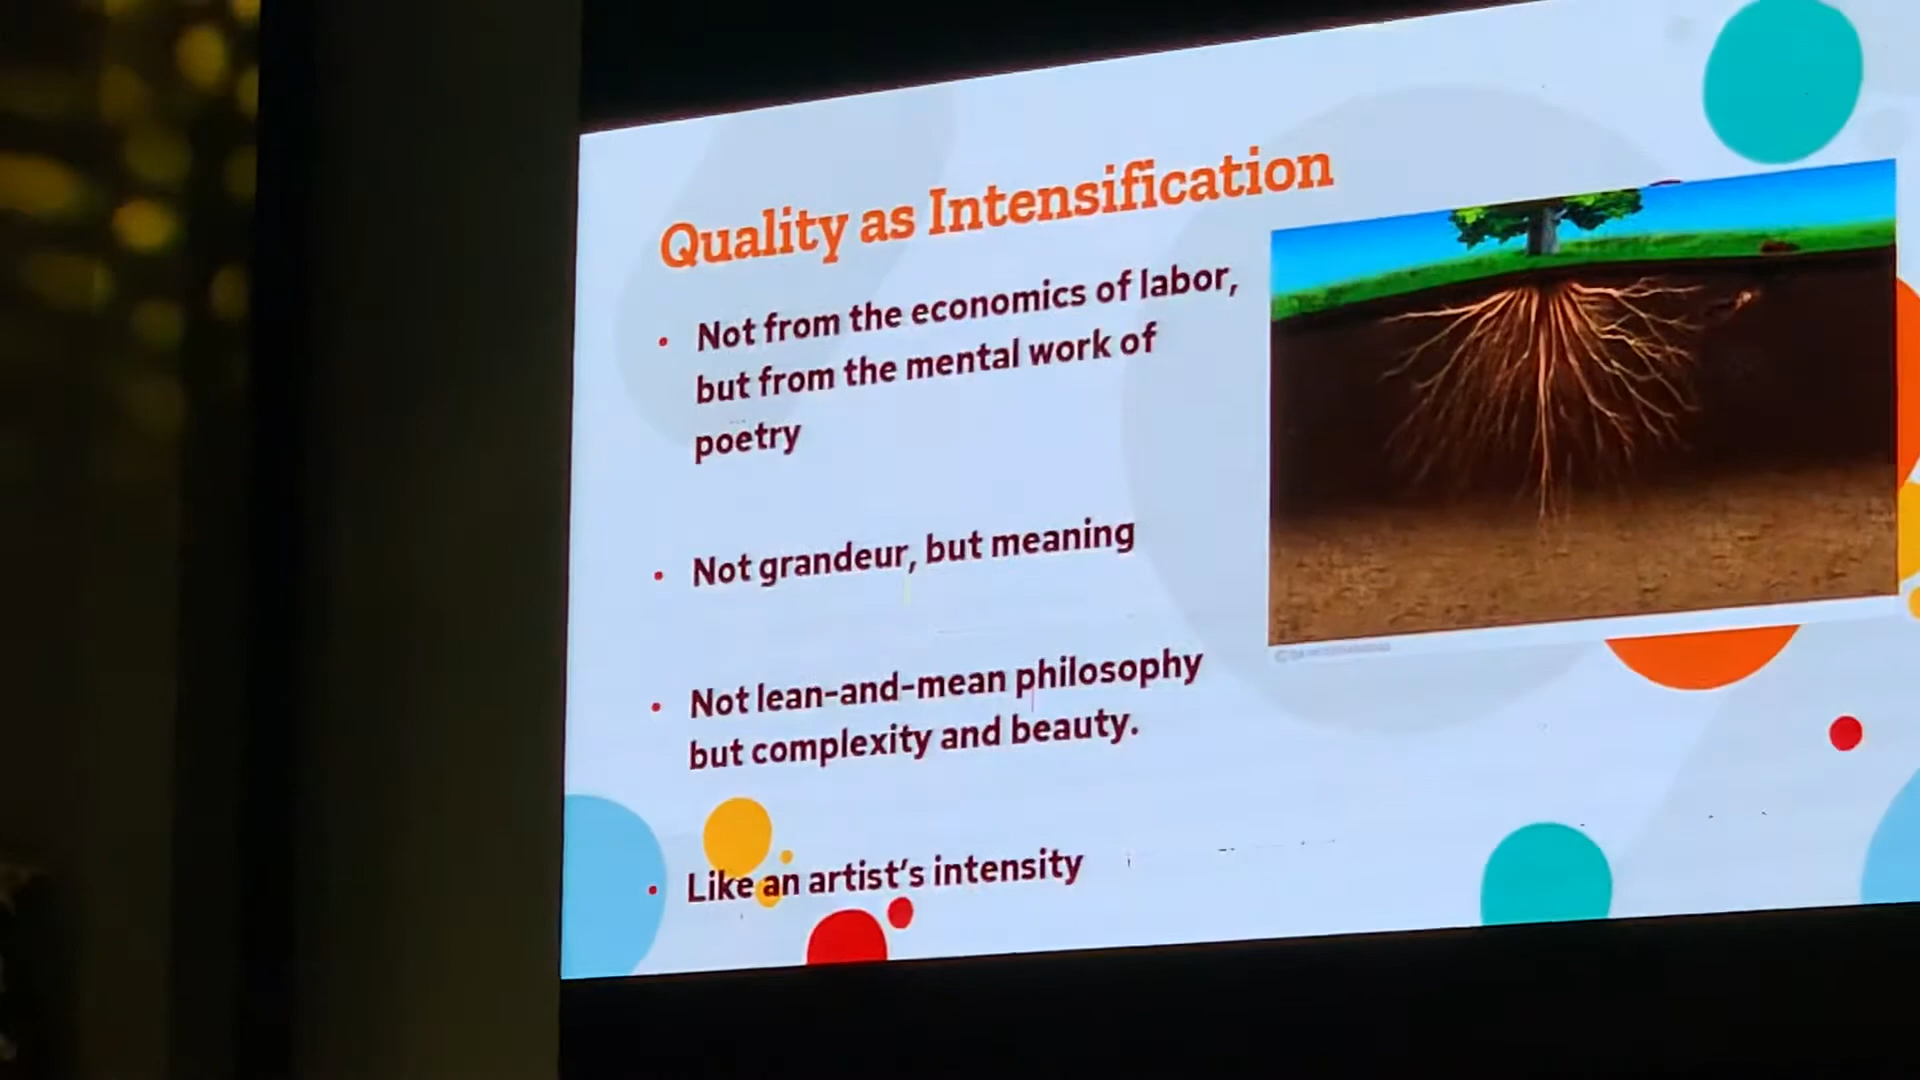 Quality as Intensification
• Not from the economics of labor,
but from the mental work of
poetry
• Not grandeur, but meaning
• Not lean-and-mean philosophy
but complexity and beauty.
• Like an artist's intensity